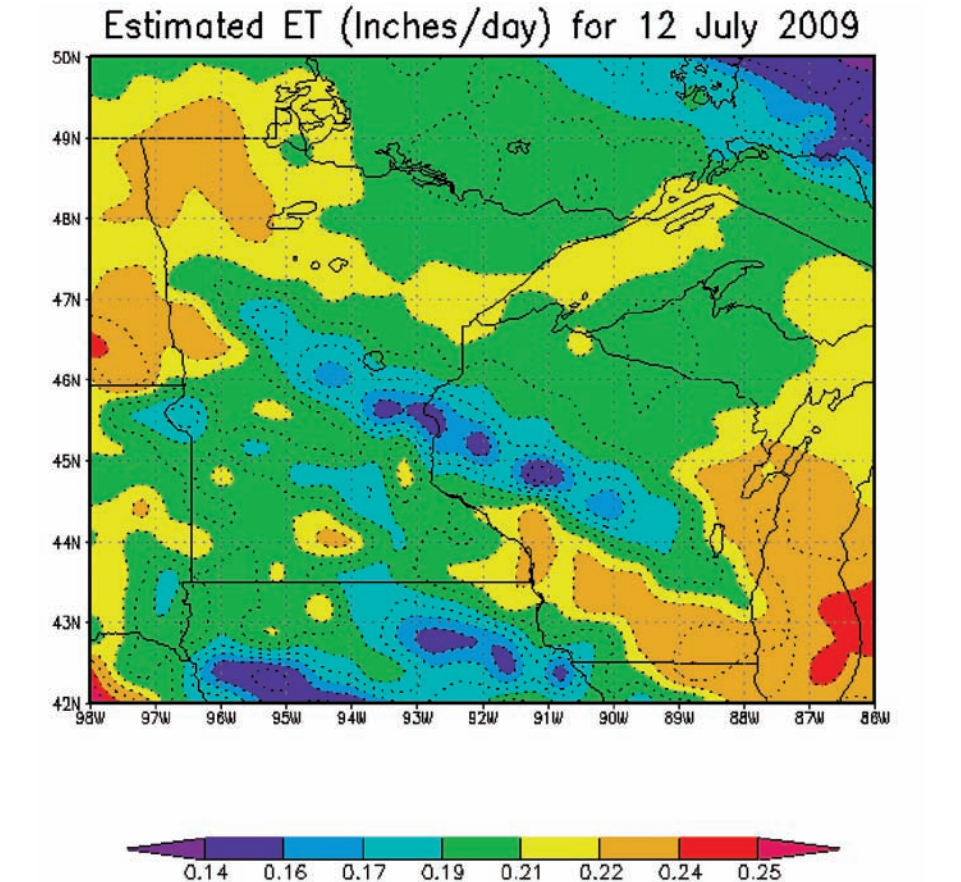 Estimated ET (Inches/day) for 12 July 2009
50N
49N
48N
47N
46N
45N
44N
43N
42N
98W 97W 96W 95W 94W 93W 92W 91W 90W 89W 88W 87W 86W
0.14 0.16 0.17 0.19 0.21 0.22 0.24 0.25